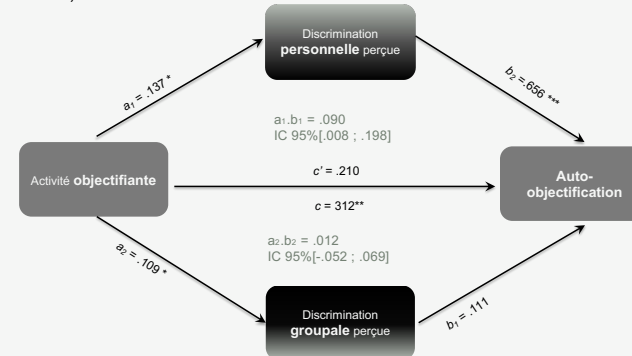 Discrimination
personnelle perçue
a₁ = .137 *
b₂ =.656 ***
a₁.b₁ = .090
IC 95%[.008 ; .198]
Activité objectifiante
c' = .210
Auto-
objectification
c = 312**
a₂.b₂ = .012
IC 95%[-.052 ; .069]
a₂ = .109 *
Discrimination
groupale perçue
b₁ = .111